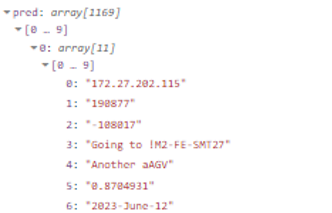 pred: array[1169]
[0 … 9]
0: array[11]
[0 … 9]
0: "172.27.202.115"
1: "190877"
2: "-108017"
3: "Going to !M2-FE-SMT27"
4: "Another aAGV"
5: "0.8704931"
6: "2023-June-12"